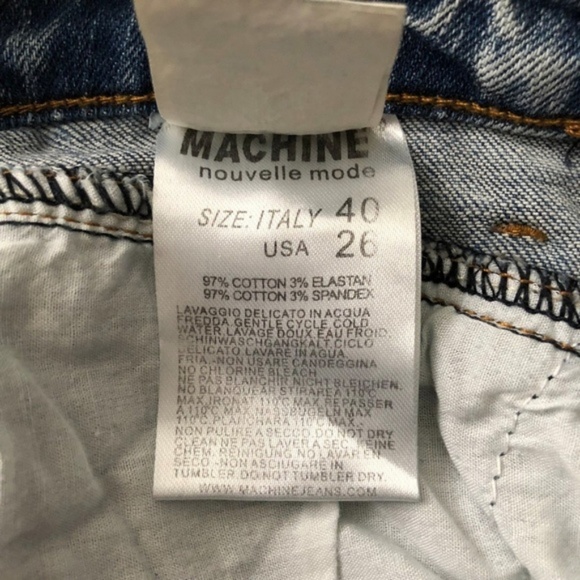 MACHINE
nouvelle mode
SIZE: ITALY 40
USA 26
97% COTTON 3% ELASTAN
97% COTTON 3% SPANDEX
LAVAGGIO DELICATO IN ACQUA
FREDDA.GENTLE CYCLE, COLD
WATER.LAVAGE DOUX EAU FROID.
SCHINWASCHGANGKALT.CICLO
DELICATO LAVARE IN AGUA
FRIA.-NON USARE CANDEGGINA
NO CHLORINE BLEACH
NE PAS BLANCHIR.NICHT BLEICHEN.
NO BLANQUEAR STIRAREA 110°C
MAX.IRON 110°C MAX.REPASSER
A 110°C MAX. NASSBUGELN MAX
110°C.PLANCHARA 110°C MAX.
NON PULIRE A SECCO.DO NOT DRY
CLEAN NE PAS LAVER A SEC.KEINE
CHEM. REINIGUNG.NO LAVAR EN
SECO -NON ASCIUGARE IN
TUMBLER.DO NOT TUMBLER DRY.
WWW.MACHINEJEANS.COM